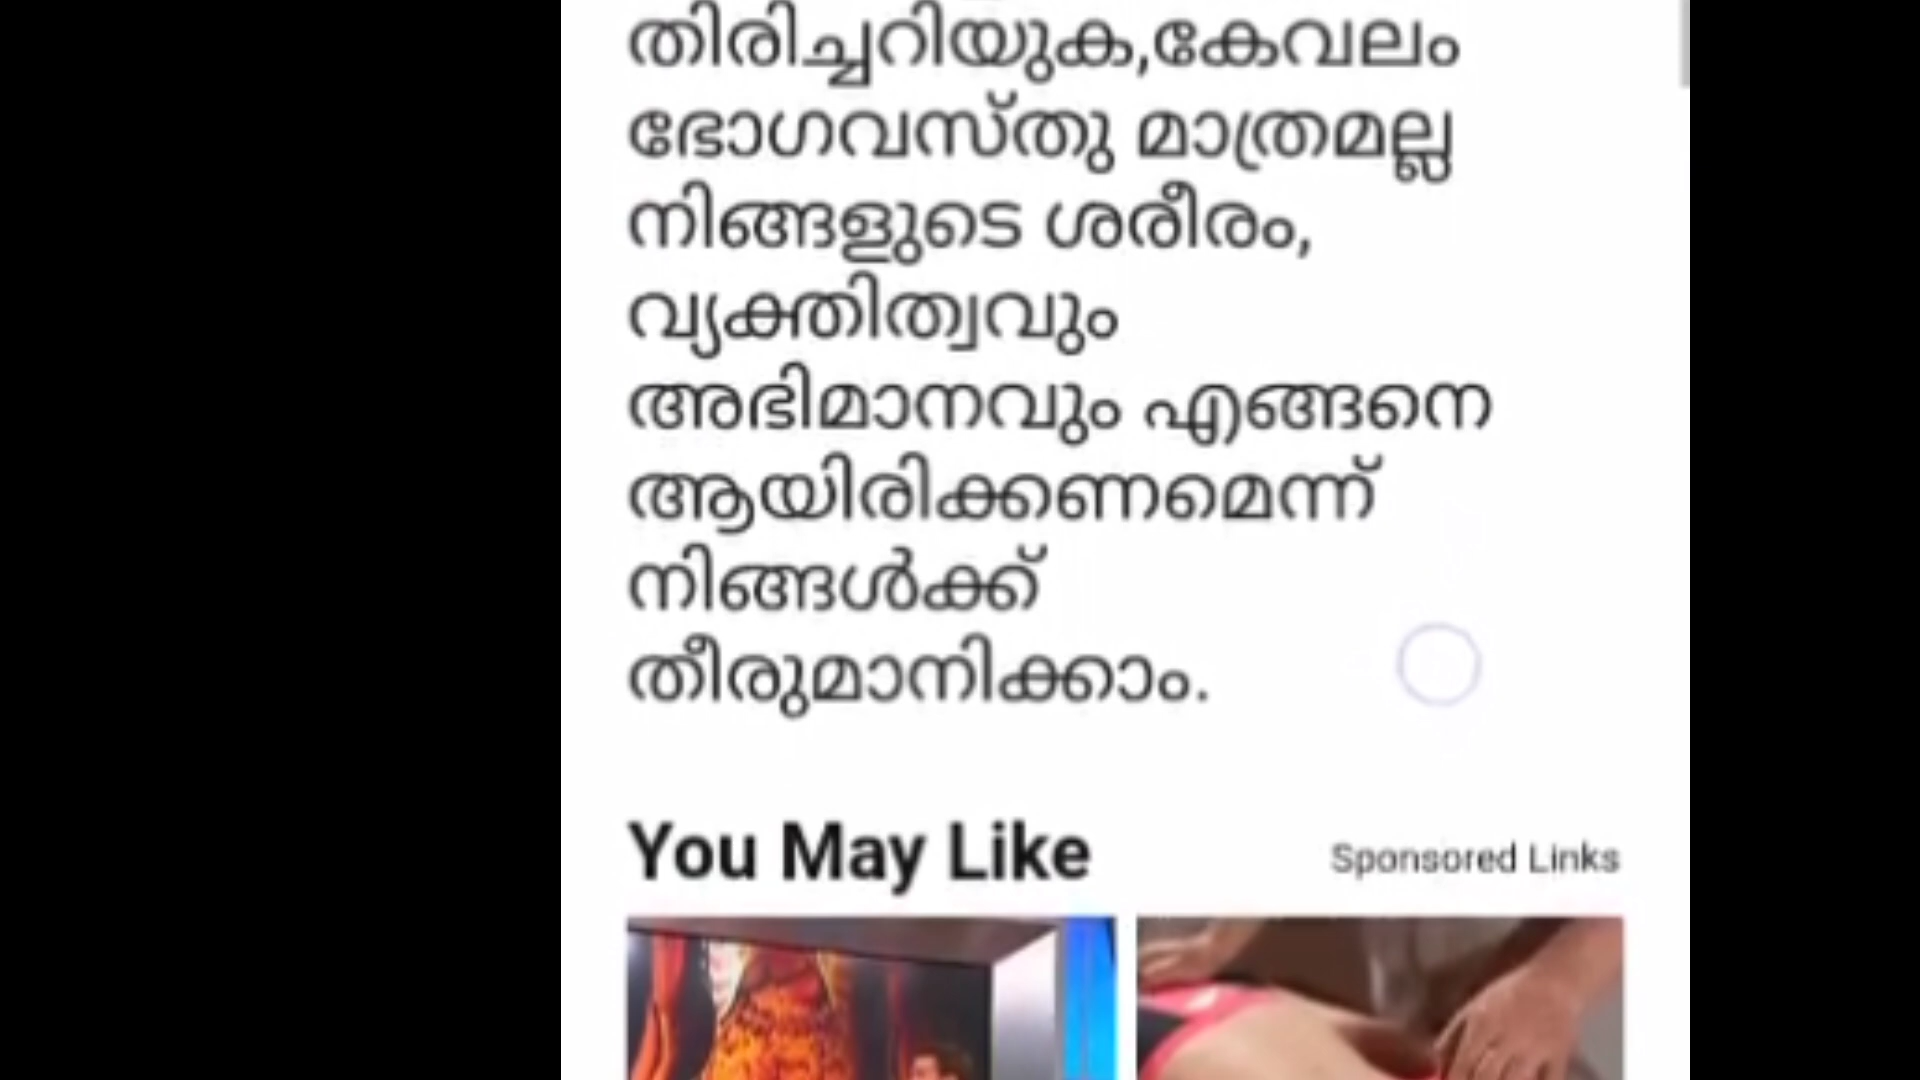 തിരിച്ചറിയുക,കേവലം
ഭോഗവസ്തു മാത്രമല്ല
നിങ്ങളുടെ ശരീരം,
വ്യക്തിത്വവും
അഭിമാനവും എങ്ങനെ
ആയിരിക്കണമെന്ന്
നിങ്ങൾക്ക്
തീരുമാനിക്കാം.
You May Like
Sponsored Links